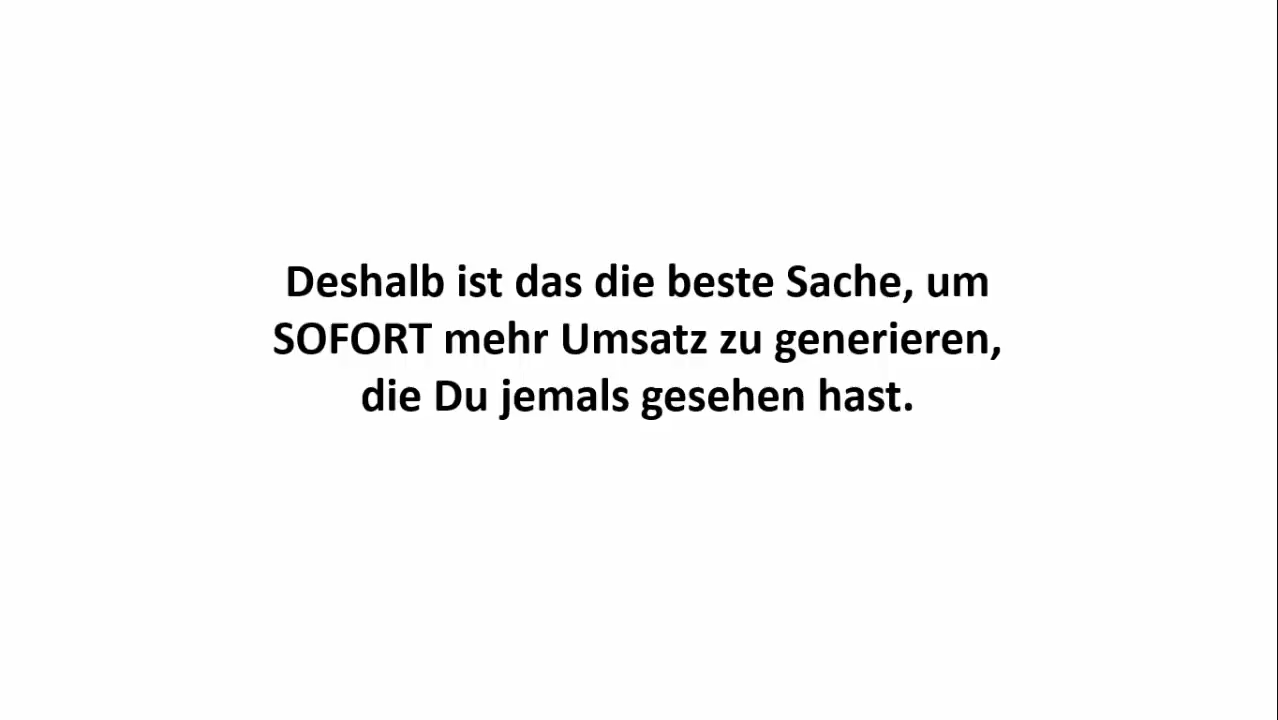 Deshalb ist das die beste Sache, um
SOFORT mehr Umsatz zu generieren,
die Du jemals gesehen hast.